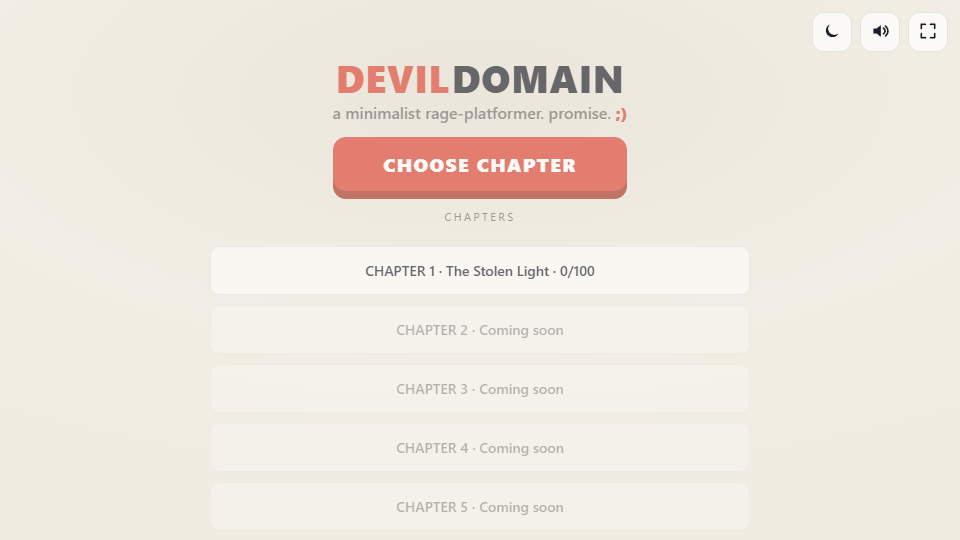 DEVILDOMAIN
a minimalist rage-platformer. promise. ;)
CHOOSE CHAPTER
CHAPTERS
CHAPTER 1 · The Stolen Light · 0/100
CHAPTER 2 · Coming soon
CHAPTER 3 · Coming soon
CHAPTER 4 · Coming soon
CHAPTER 5 · Coming soon